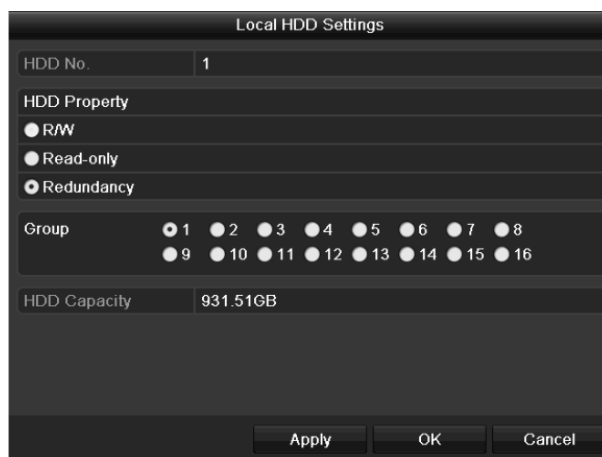 Local HDD Settings
HDD No. 1
HDD Property
R/W
Read-only
Redundancy
Group 1 2 3 4 5 6 7 8
9 10 11 12 13 14 15 16
HDD Capacity 931.51GB
Apply OK Cancel